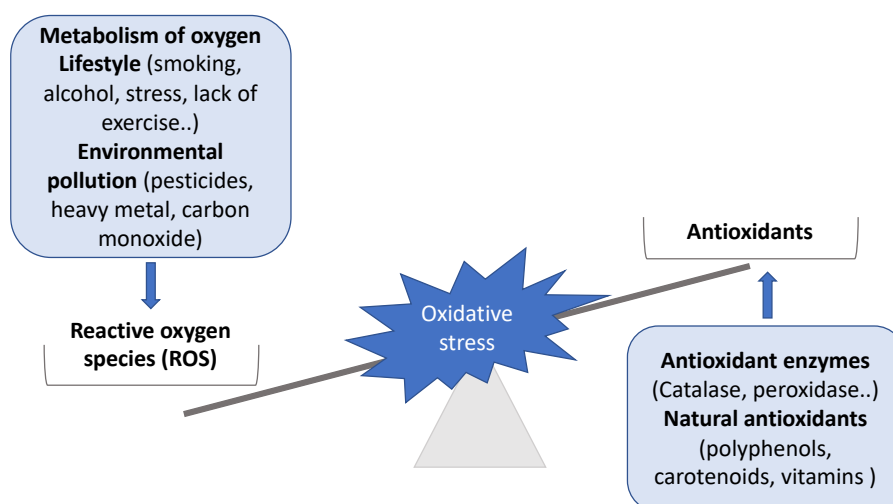 Metabolism of oxygen
Lifestyle (smoking,
alcohol, stress, lack of
exercise..)
Environmental
pollution (pesticides,
heavy metal, carbon
monoxide)
Reactive oxygen
species (ROS)
Oxidative
stress
Antioxidants
Antioxidant enzymes
(Catalase, peroxidase..)
Natural antioxidants
(polyphenols,
carotenoids, vitamins )